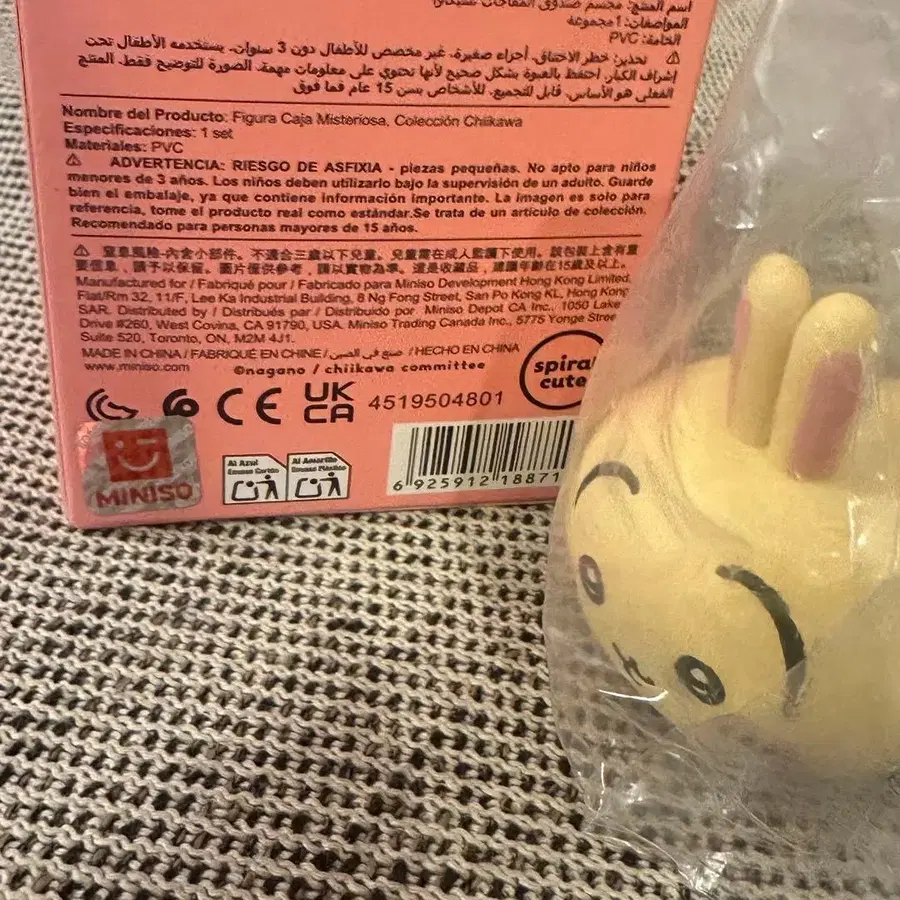 اسم المنتج: مجسم صندوق المفاجآت تشيكاوا
المواصفات: 1 مجموعة
الخامة: PVC
⚠ تحذير: خطر الاختناق. أجزاء صغيرة. غير مخصص للأطفال دون 3 سنوات. يستخدمه الأطفال تحت
إشراف الكبار. احتفظ بالعبوة بشكل صحيح لأنها تحتوي على معلومات مهمة. الصورة للتوضيح فقط. المنتج
الفعلي هو الأساس. قابل للتجميع. للأشخاص بسن 15 عام فما فوق
Nombre del Producto: Figura Caja Misteriosa, Colección Chiikawa
Especificaciones: 1 set
Materiales: PVC
⚠ ADVERTENCIA: RIESGO DE ASFIXIA - piezas pequeñas. No apto para niños
menores de 3 años. Los niños deben utilizarlo bajo la supervisión de un adulto. Guarde
bien el embalaje, ya que contiene información importante. La imagen es solo para
referencia, tome el producto real como estándar.Se trata de un artículo de colección.
Recomendado para personas mayores de 15 años.
⚠ 窒息風險-內含小部件。不適合三歲以下兒童。兒童需在成人監護下使用。該包裝上含有重
要信息，請予以保留。圖片僅供參考，請以實物為準。這是收藏品，建議年齡在15歲及以上。
Manufactured for / Fabriqué pour / Fabricado para Miniso Development Hong Kong Limited.
Flat/Rm 32, 11/F, Lee Ka Industrial Building, 8 Ng Fong Street, San Po Kong KL, Hong Kong
SAR. Distributed by / Distribués par / Distribuido por Miniso Depot CA Inc., 1050 Lake
Drive #260, West Covina, CA 91790, USA. Miniso Trading Canada Inc., 5775 Yonge Street
Suite 520, Toronto, ON, M2M 4J1.
MADE IN CHINA / FABRIQUÉ EN CHINE / صنع في الصين / HECHO EN CHINA
www.miniso.com ©nagano / chiikawa committee
spiral
cute
CE UK
CA 4519504801
MINISO
Al Azul
Envase Cartón
Al Amarillo
Envase Plástico
6 925912 18871